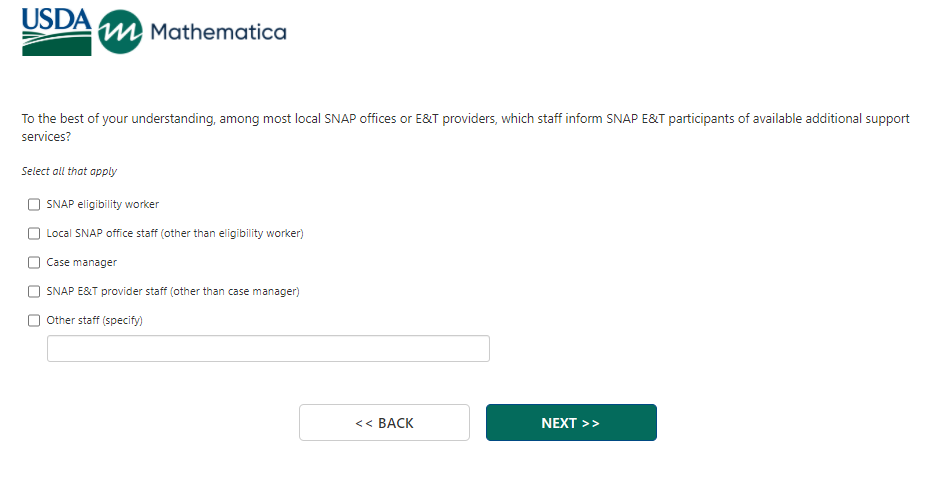 USDA m Mathematica
To the best of your understanding, among most local SNAP offices or E&T providers, which staff inform SNAP E&T participants of available additional support
services?
Select all that apply
SNAP eligibility worker
Local SNAP office staff (other than eligibility worker)
Case manager
SNAP E&T provider staff (other than case manager)
Other staff (specify)
<< BACK NEXT >>